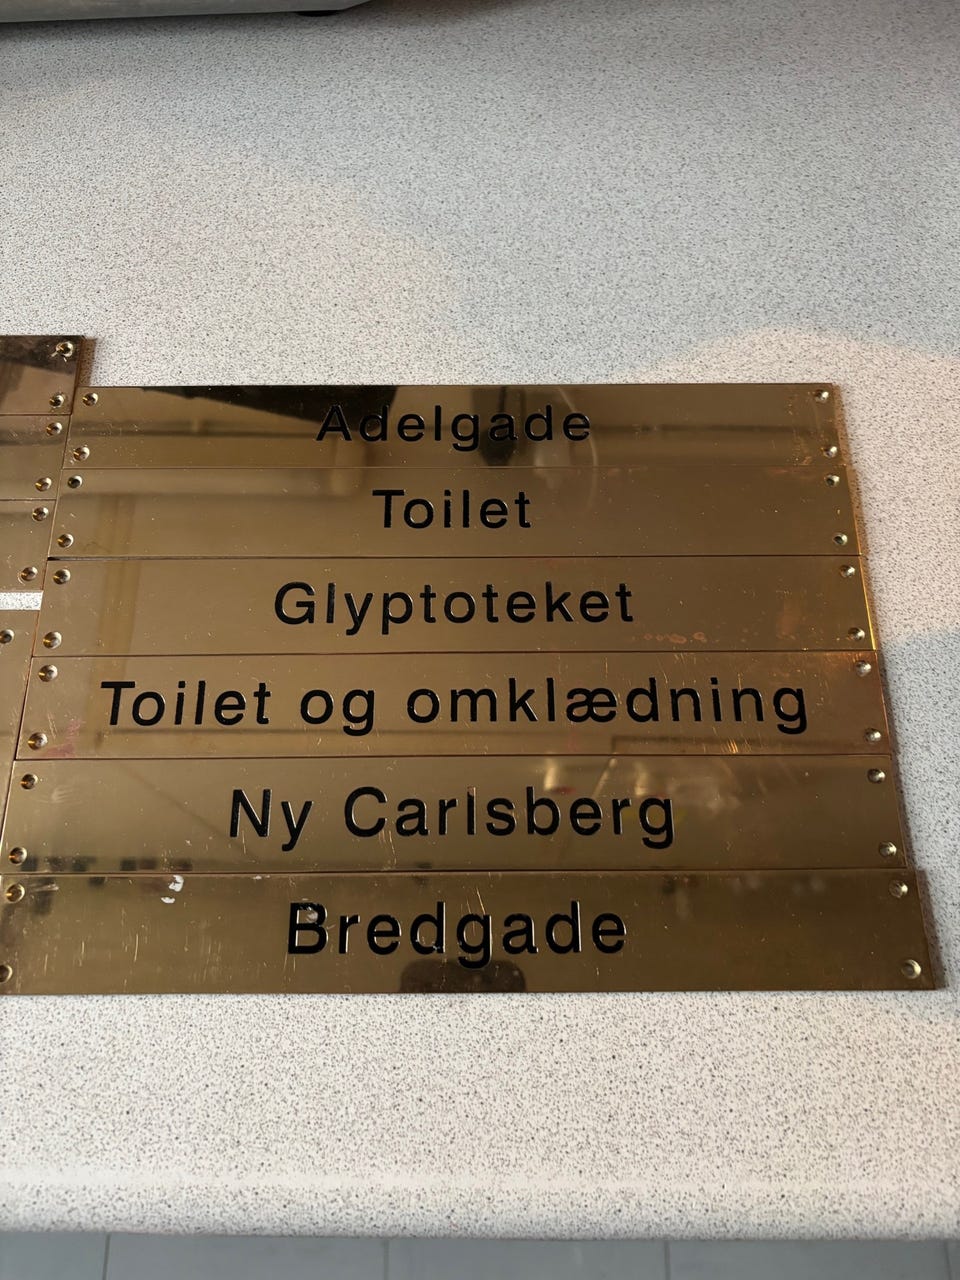 Adelgade
Toilet
Glyptoteket
Toilet og omklædning
Ny Carlsberg
Bredgade